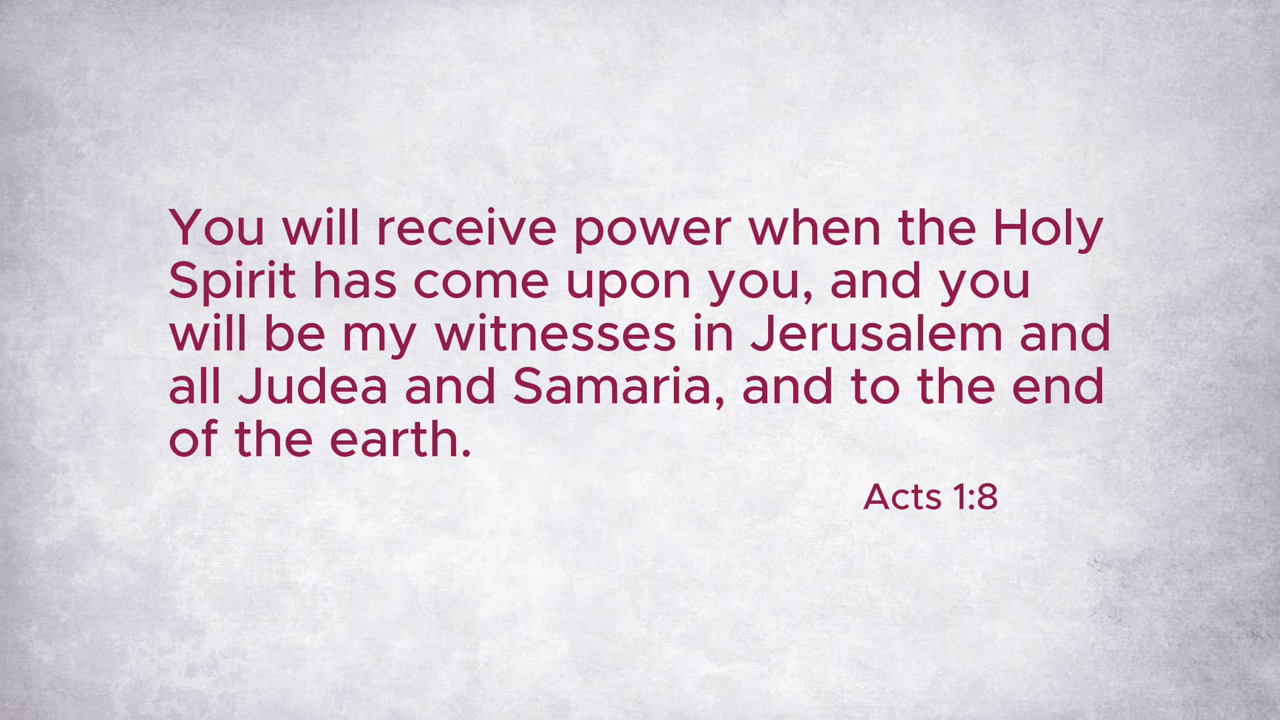 You will receive power when the Holy
Spirit has come upon you, and you
will be my witnesses in Jerusalem and
all Judea and Samaria, and to the end
of the earth.
Acts 1:8